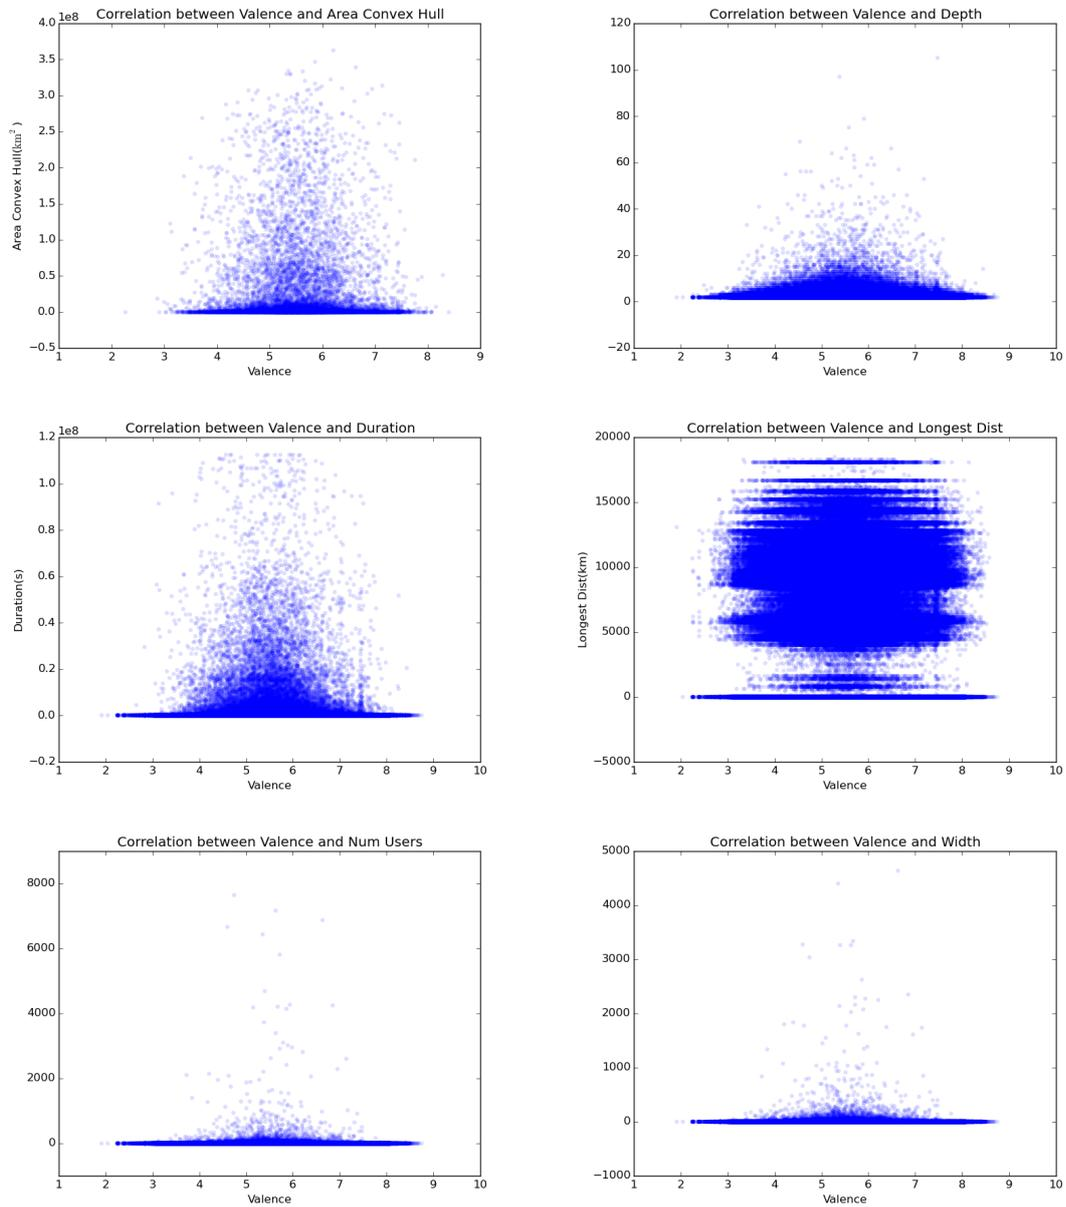 Correlation between Valence and Area Convex Hull
1e8
4.0
3.5
3.0
2.5
2.0
1.5
1.0
0.5
0.0
−0.5
Area Convex Hull(km²)
1 2 3 4 5 6 7 8 9
Valence
Correlation between Valence and Depth
120
100
80
60
40
20
0
−20
1 2 3 4 5 6 7 8 9 10
Valence
Correlation between Valence and Duration
1e8
1.2
1.0
0.8
0.6
0.4
0.2
0.0
−0.2
Duration(s)
1 2 3 4 5 6 7 8 9 10
Valence
Correlation between Valence and Longest Dist
20000
15000
10000
5000
0
−5000
Longest Dist(km)
1 2 3 4 5 6 7 8 9 10
Valence
Correlation between Valence and Num Users
8000
6000
4000
2000
0
1 2 3 4 5 6 7 8 9 10
Valence
Correlation between Valence and Width
5000
4000
3000
2000
1000
0
−1000
1 2 3 4 5 6 7 8 9 10
Valence